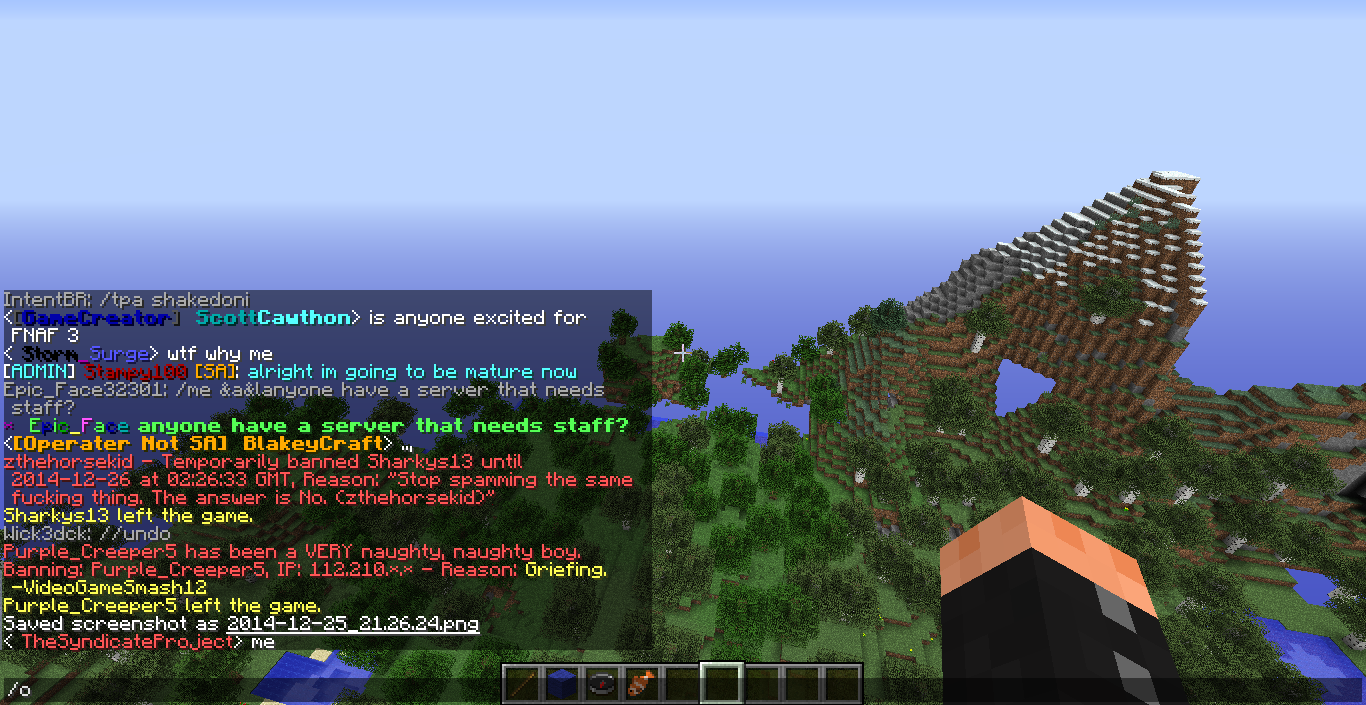 IntentBR: /tpa shakedoni
<[GameCreator] ScottCawthon> is anyone excited for
FNAF 3
< Storm_Surge> wtf why me
[ADMIN] Stampy100 [SA]: alright im going to be mature now
Epic_Face32301: /me &a&lanyone have a server that needs
staff?
* Epic_Face anyone have a server that needs staff?
<[Operater Not SA] BlakeyCraft> ...
zthehorsekid - Temporarily banned Sharkys13 until
2014-12-26 at 02:26:33 GMT, Reason: "Stop spamming the same
fucking thing. The answer is No. (zthehorsekid)"
Sharkys13 left the game.
Wick3dck: //undo
Purple_Creeper5 has been a VERY naughty, naughty boy.
Banning: Purple_Creeper5, IP: 112.210.*.* - Reason: Griefing.
-VideoGameSmash12
Purple_Creeper5 left the game.
Saved screenshot as 2014-12-25_21.26.24.png
< TheSyndicateProject> me
/o